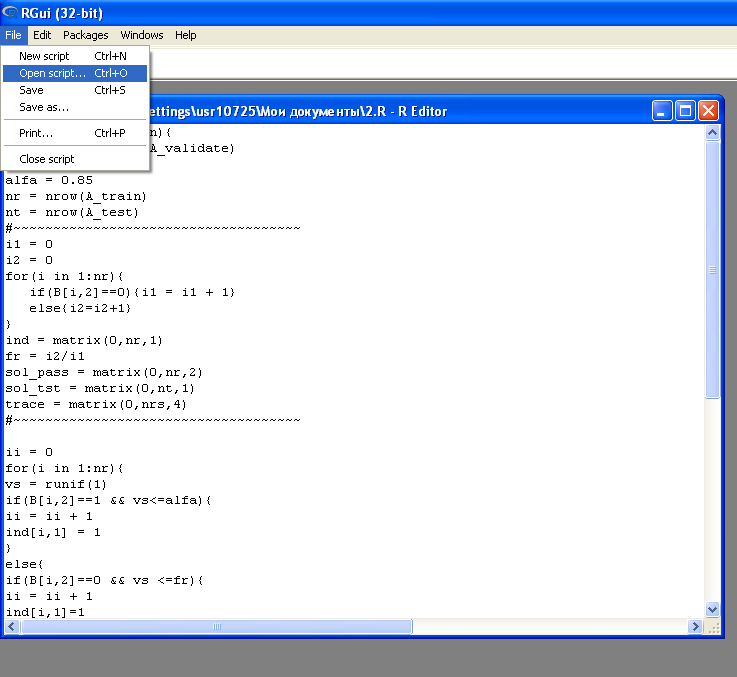 RGui (32-bit)
File Edit Packages Windows Help
New script Ctrl+N
Open script... Ctrl+O
Save Ctrl+S
Save as...
Print... Ctrl+P
Close script
ettings\usr10725\Мои документы\2.R - R Editor
n){
A_validate)
alfa = 0.85
nr = nrow(A_train)
nt = nrow(A_test)
#~~~~~~~~~~~~~~~~~~~~~~~~~~~~~~~~~~~~
i1 = 0
i2 = 0
for(i in 1:nr){
   if(B[i,2]==0){i1 = i1 + 1}
   else{i2=i2+1}
}
ind = matrix(0,nr,1)
fr = i2/i1
sol_pass = matrix(0,nr,2)
sol_tst = matrix(0,nt,1)
trace = matrix(0,nrs,4)
#~~~~~~~~~~~~~~~~~~~~~~~~~~~~~~~~~~~~
ii = 0
for(i in 1:nr){
vs = runif(1)
if(B[i,2]==1 && vs<=alfa){
ii = ii + 1
ind[i,1] = 1
}
else{
if(B[i,2]==0 && vs <=fr){
ii = ii + 1
ind[i,1]=1